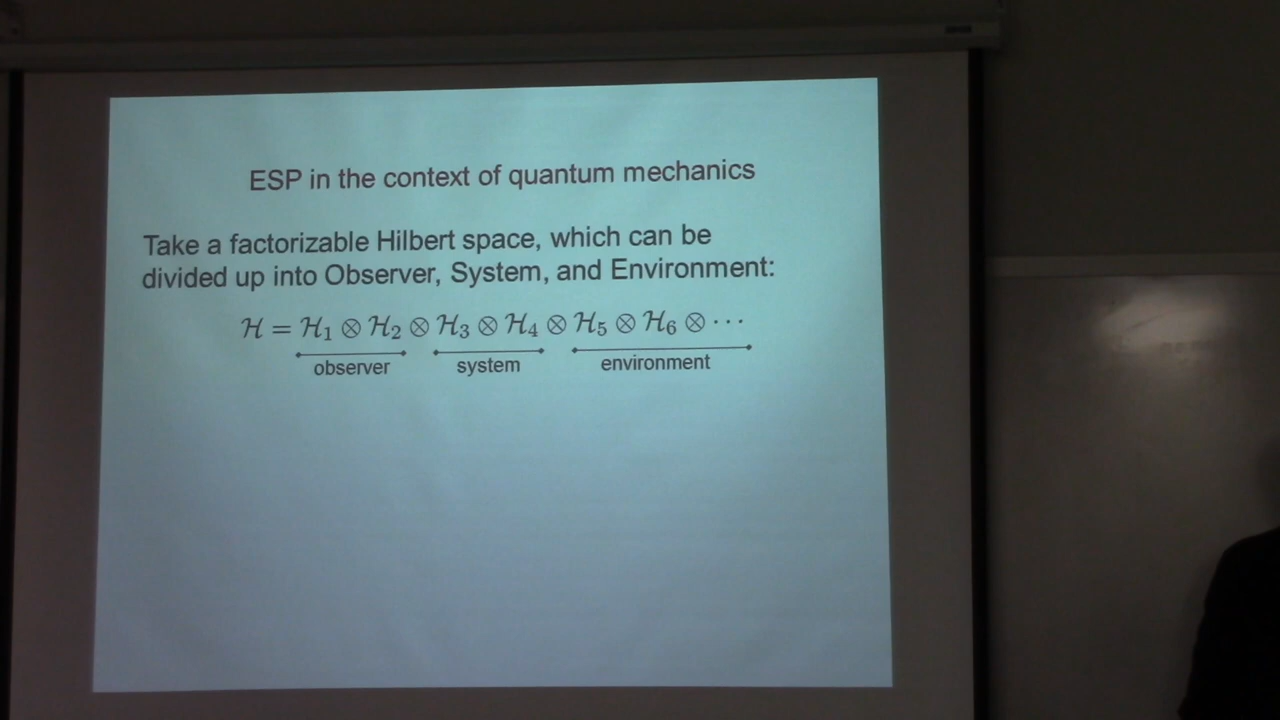 ESP in the context of quantum mechanics
Take a factorizable Hilbert space, which can be
divided up into Observer, System, and Environment:
ℋ = ℋ₁ ⊗ ℋ₂ ⊗ ℋ₃ ⊗ ℋ₄ ⊗ ℋ₅ ⊗ ℋ₆ ⊗ ⋯
observer system environment